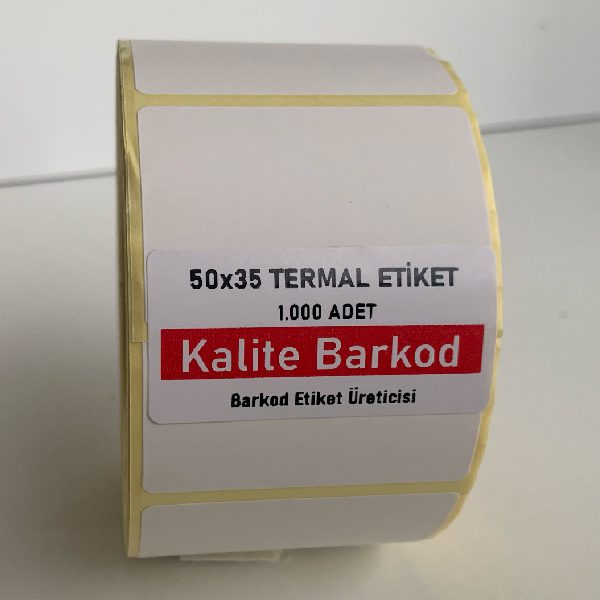 50x35 TERMAL ETİKET
1.000 ADET
Kalite Barkod
Barkod Etiket Üreticisi